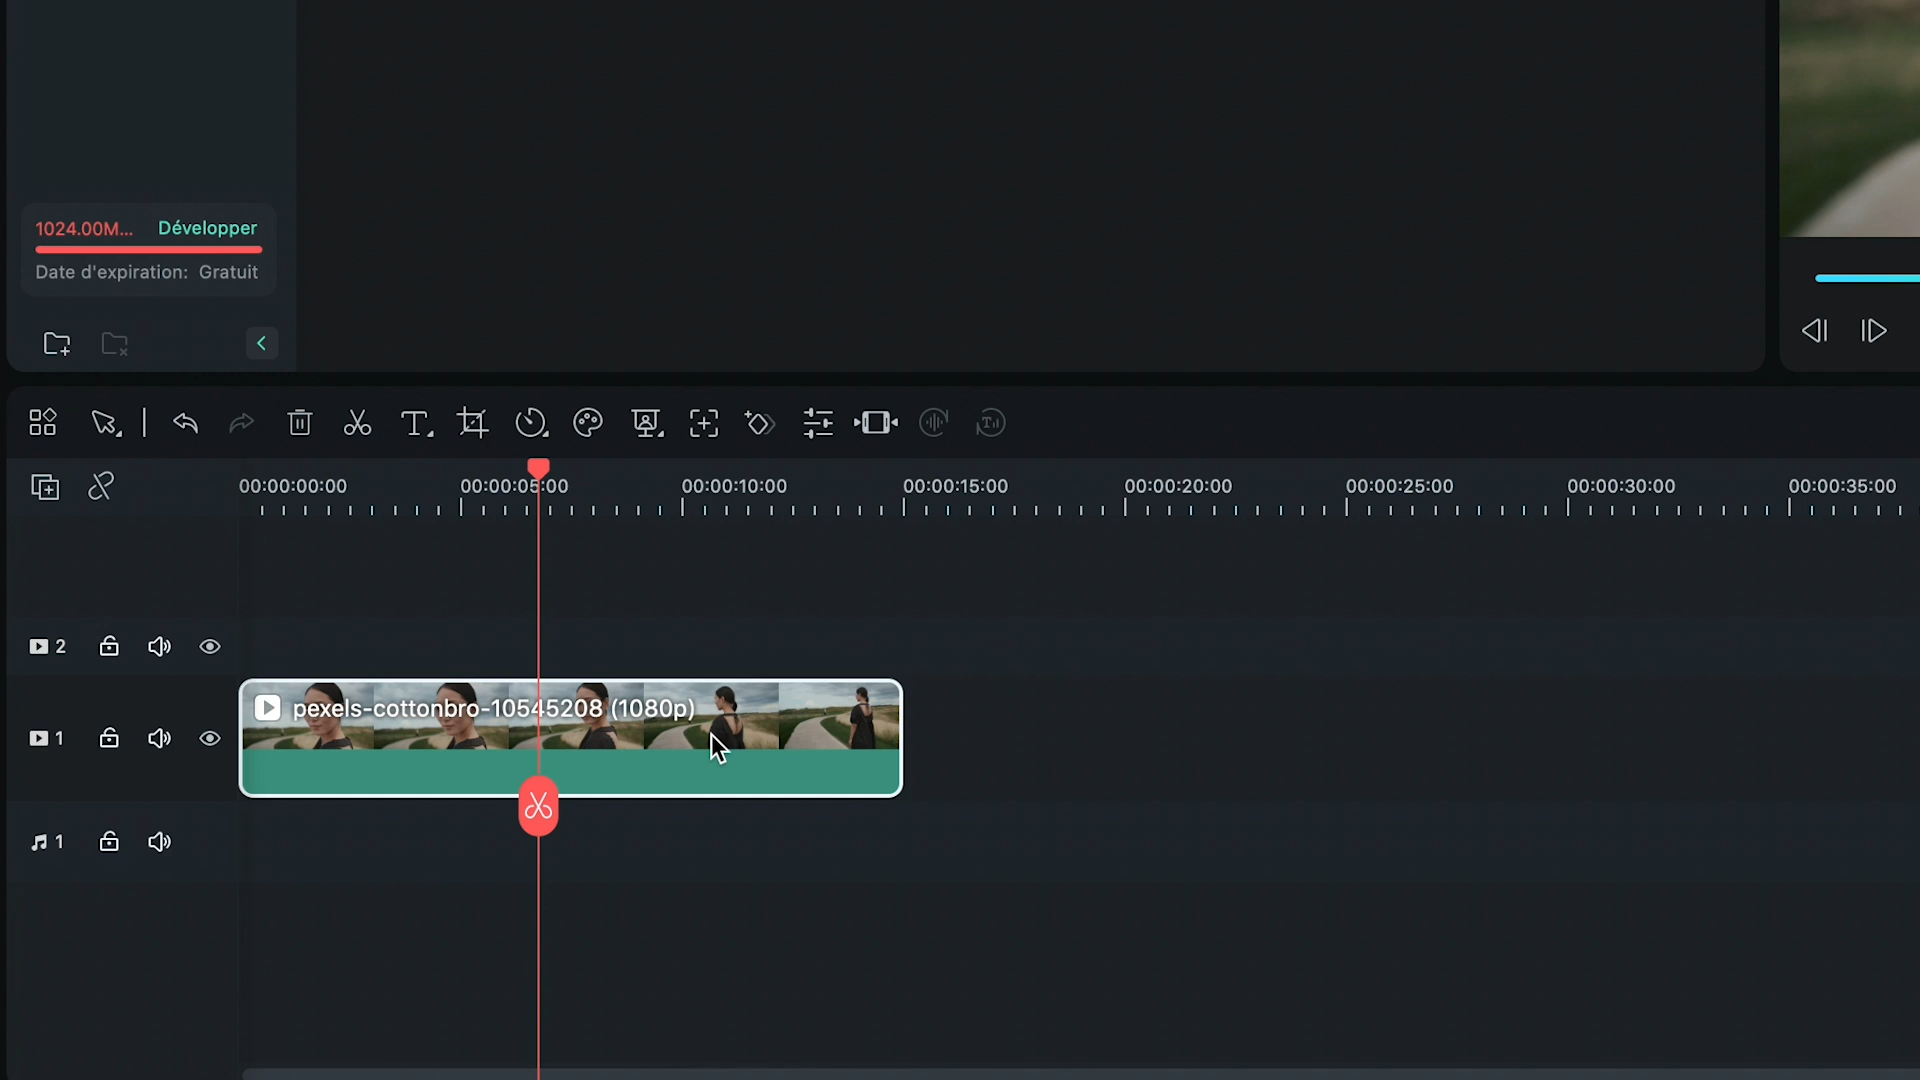 1024.00M... Développer
Date d'expiration: Gratuit
00:00:00:00 00:00:05:00 00:00:10:00 00:00:15:00 00:00:20:00 00:00:25:00 00:00:30:00 00:00:35:00
2
pexels-cottonbro-10545208 (1080p)
1
1